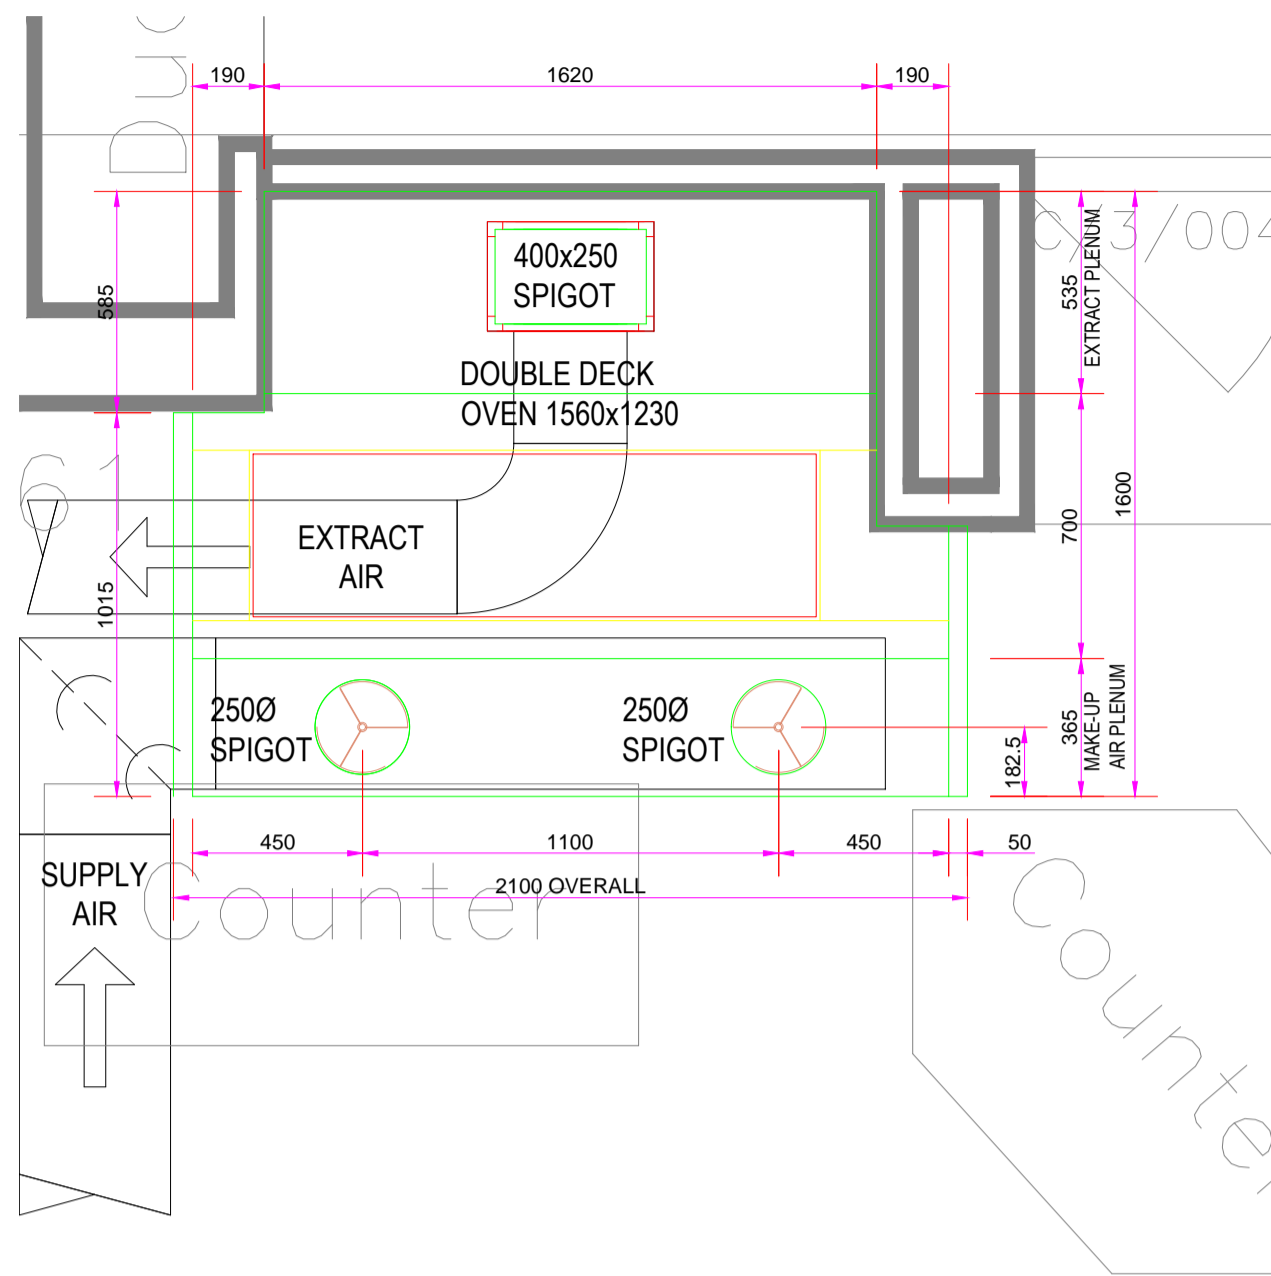 190
1620
190
400x250
SPIGOT
585
535
EXTRACT PLENUM
DOUBLE DECK
OVEN 1560x1230
1600
700
EXTRACT
AIR
1015
250Ø
SPIGOT
250Ø
SPIGOT
365
MAKE-UP
AIR PLENUM
182.5
450
1100
450
50
2100 OVERALL
SUPPLY
AIR
Counter